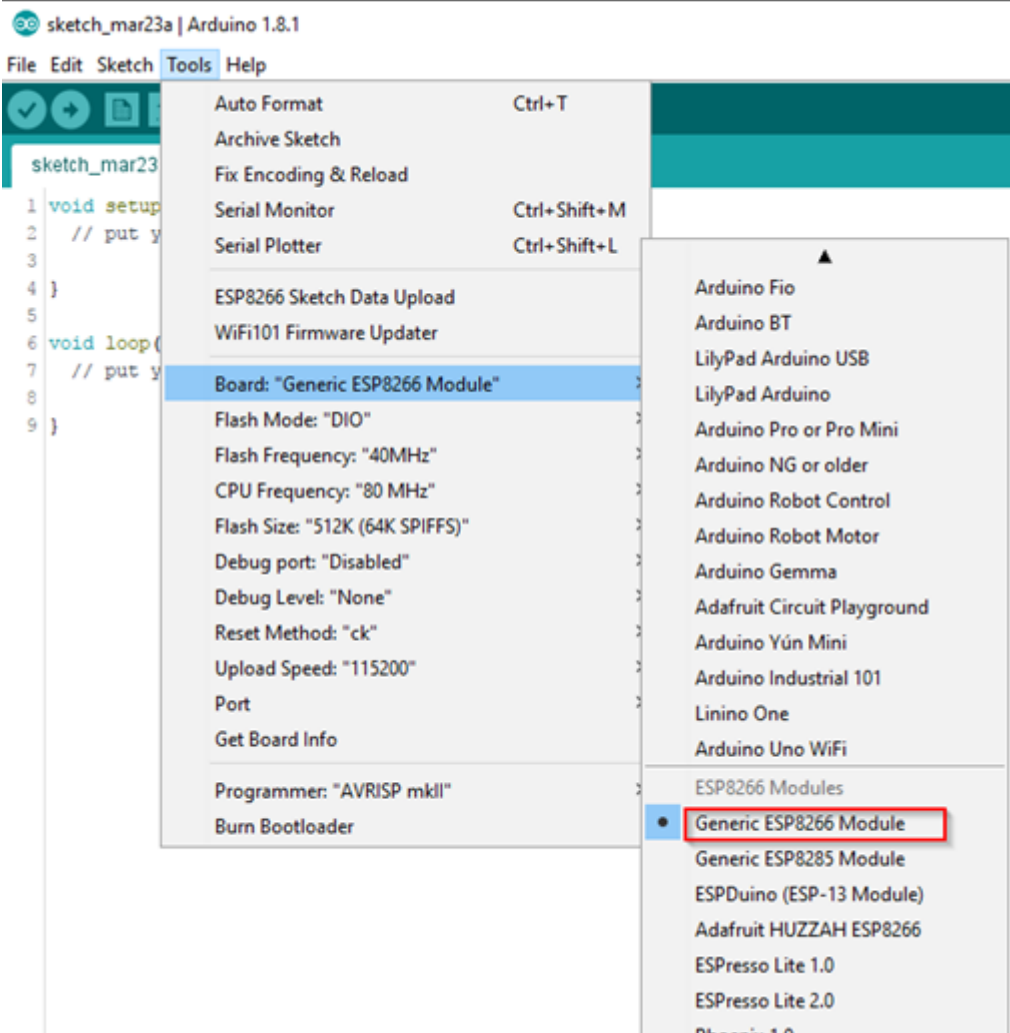 sketch_mar23a | Arduino 1.8.1
File Edit Sketch Tools Help
sketch_mar23
1 void setup
2 // put y
3
4 }
5
6 void loop(
7 // put y
8
9 }
Auto Format Ctrl+T
Archive Sketch
Fix Encoding & Reload
Serial Monitor Ctrl+Shift+M
Serial Plotter Ctrl+Shift+L
ESP8266 Sketch Data Upload
WiFi101 Firmware Updater
Board: "Generic ESP8266 Module"
Flash Mode: "DIO"
Flash Frequency: "40MHz"
CPU Frequency: "80 MHz"
Flash Size: "512K (64K SPIFFS)"
Debug port: "Disabled"
Debug Level: "None"
Reset Method: "ck"
Upload Speed: "115200"
Port
Get Board Info
Programmer: "AVRISP mkII"
Burn Bootloader
Arduino Fio
Arduino BT
LilyPad Arduino USB
LilyPad Arduino
Arduino Pro or Pro Mini
Arduino NG or older
Arduino Robot Control
Arduino Robot Motor
Arduino Gemma
Adafruit Circuit Playground
Arduino Yún Mini
Arduino Industrial 101
Linino One
Arduino Uno WiFi
ESP8266 Modules
Generic ESP8266 Module
Generic ESP8285 Module
ESPDuino (ESP-13 Module)
Adafruit HUZZAH ESP8266
ESPresso Lite 1.0
ESPresso Lite 2.0